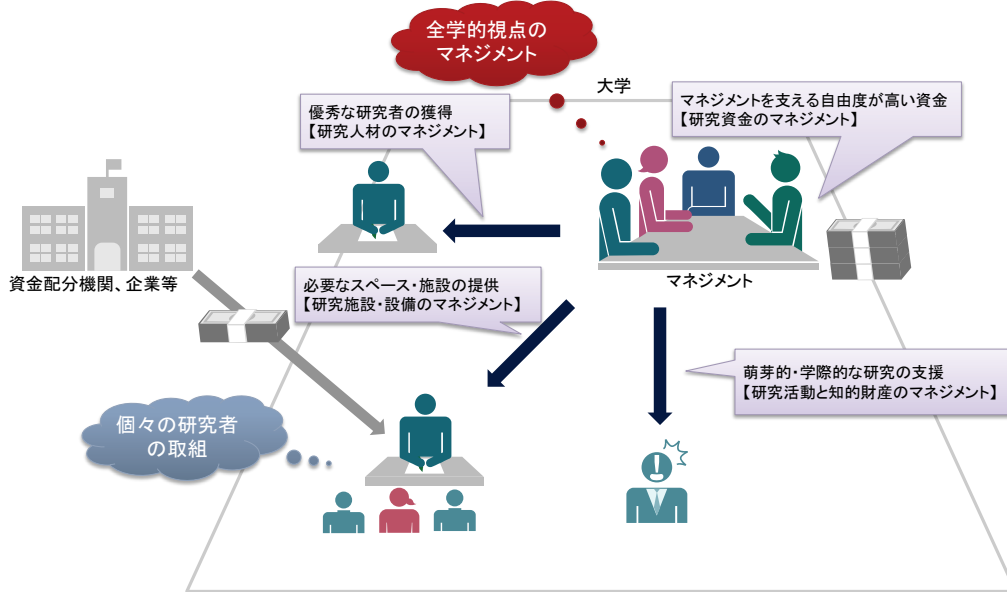 全学的視点の
マネジメント
大学
優秀な研究者の獲得
【研究人材のマネジメント】
マネジメントを支える自由度が高い資金
【研究資金のマネジメント】
資金配分機関、企業等
必要なスペース・施設の提供
【研究施設・設備のマネジメント】
マネジメント
萌芽的・学際的な研究の支援
【研究活動と知的財産のマネジメント】
個々の研究者
の取組